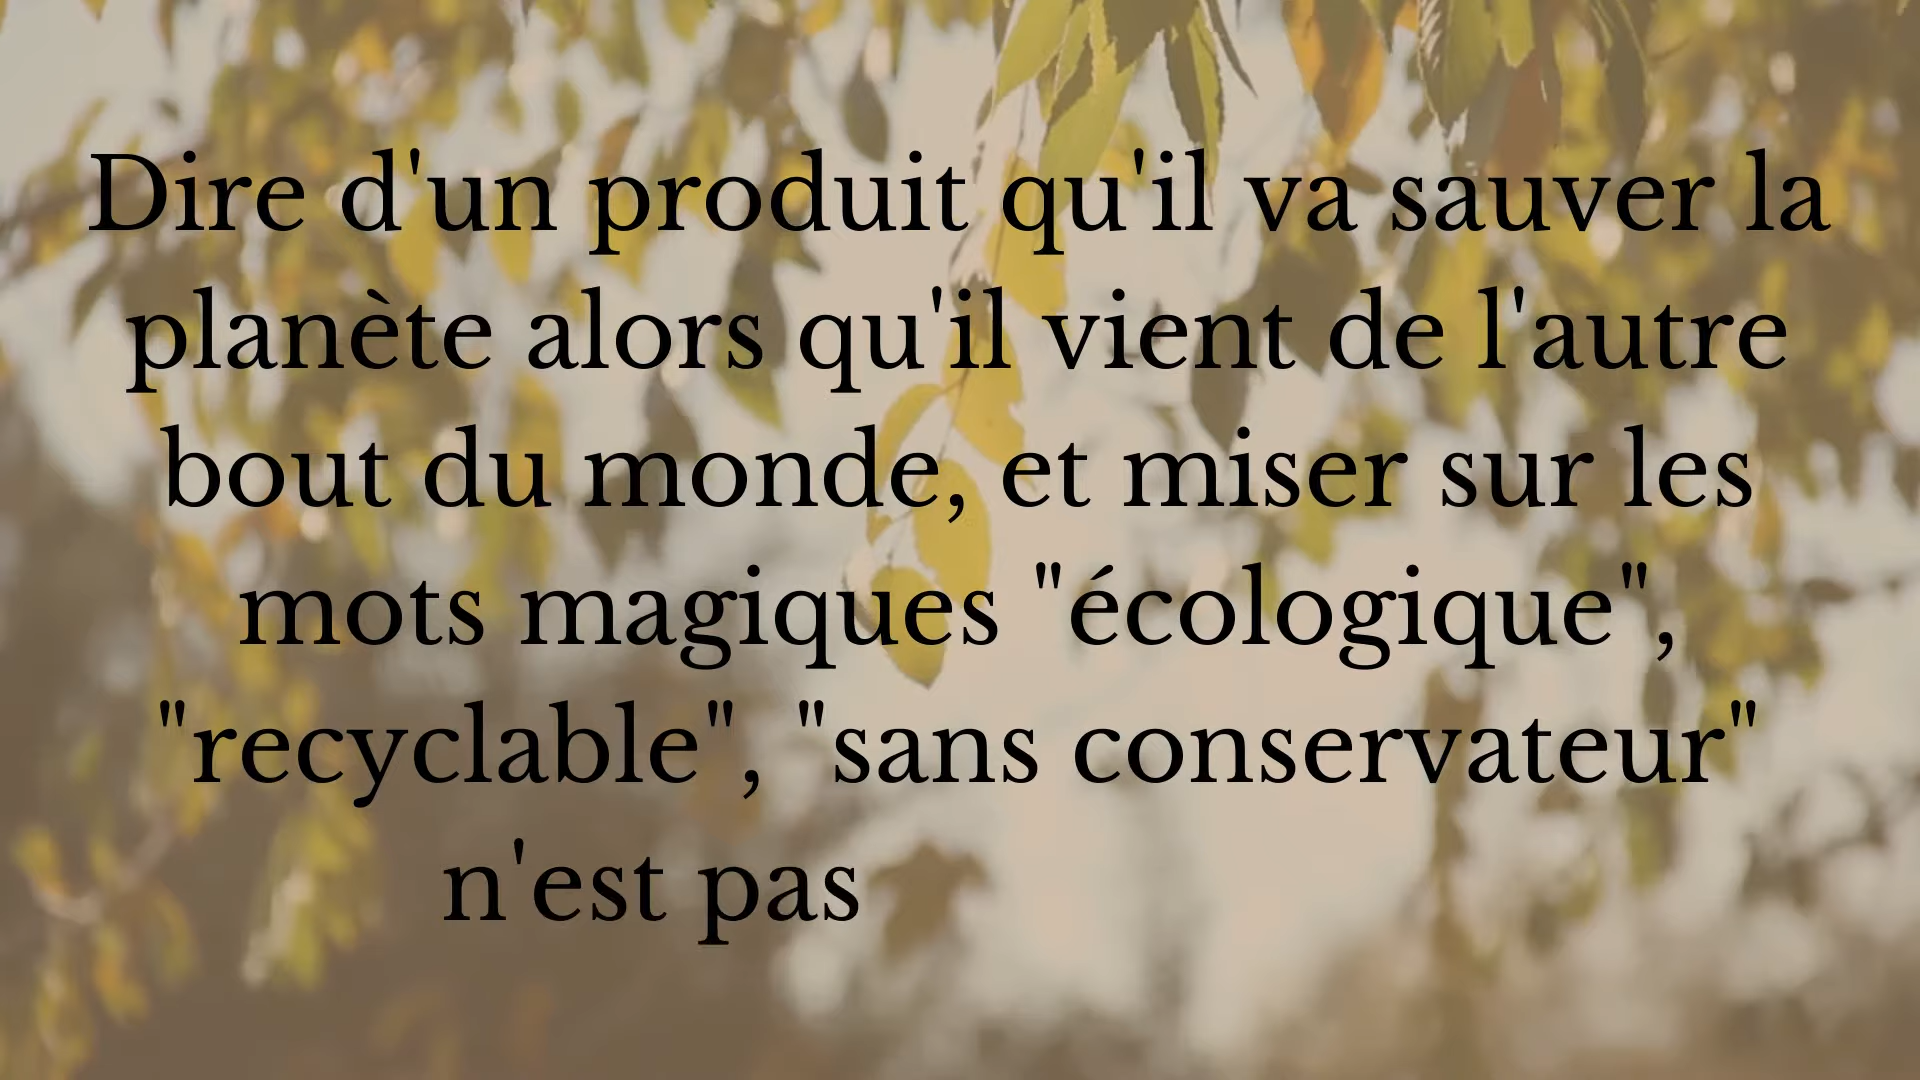 Dire d'un produit qu'il va sauver la
planète alors qu'il vient de l'autre
bout du monde, et miser sur les
mots magiques "écologique",
"recyclable", "sans conservateur"
n'est pas